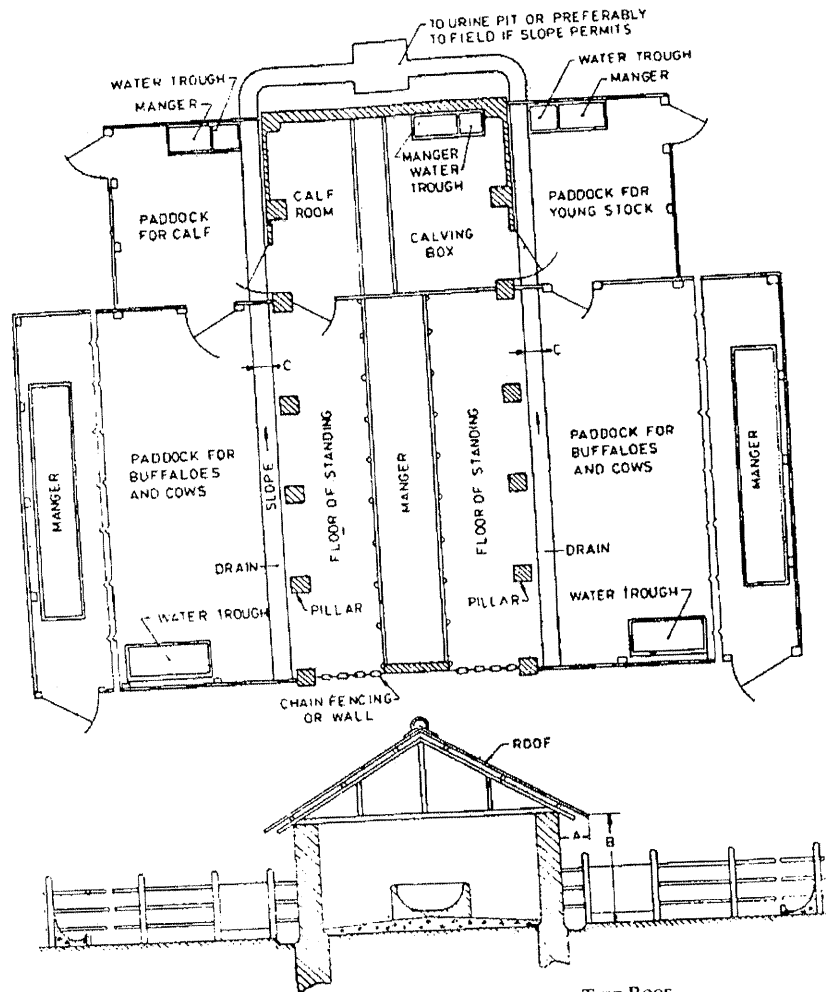 TO URINE PIT OR PREFERABLY
TO FIELD IF SLOPE PERMITS
WATER TROUGH
MANGER
WATER TROUGH
MANGER
MANGER
WATER
TROUGH
CALF
ROOM
PADDOCK
FOR CALF
CALVING
BOX
PADDOCK FOR
YOUNG STOCK
C
C
MANGER
PADDOCK FOR
BUFFALOES
AND COWS
SLOPE
FLOOR OF STANDING
MANGER
FLOOR OF STANDING
PADDOCK FOR
BUFFALOES
AND COWS
MANGER
DRAIN
DRAIN
PILLAR
PILLAR
WATER TROUGH
WATER TROUGH
CHAIN FENCING
OR WALL
ROOF
A
B